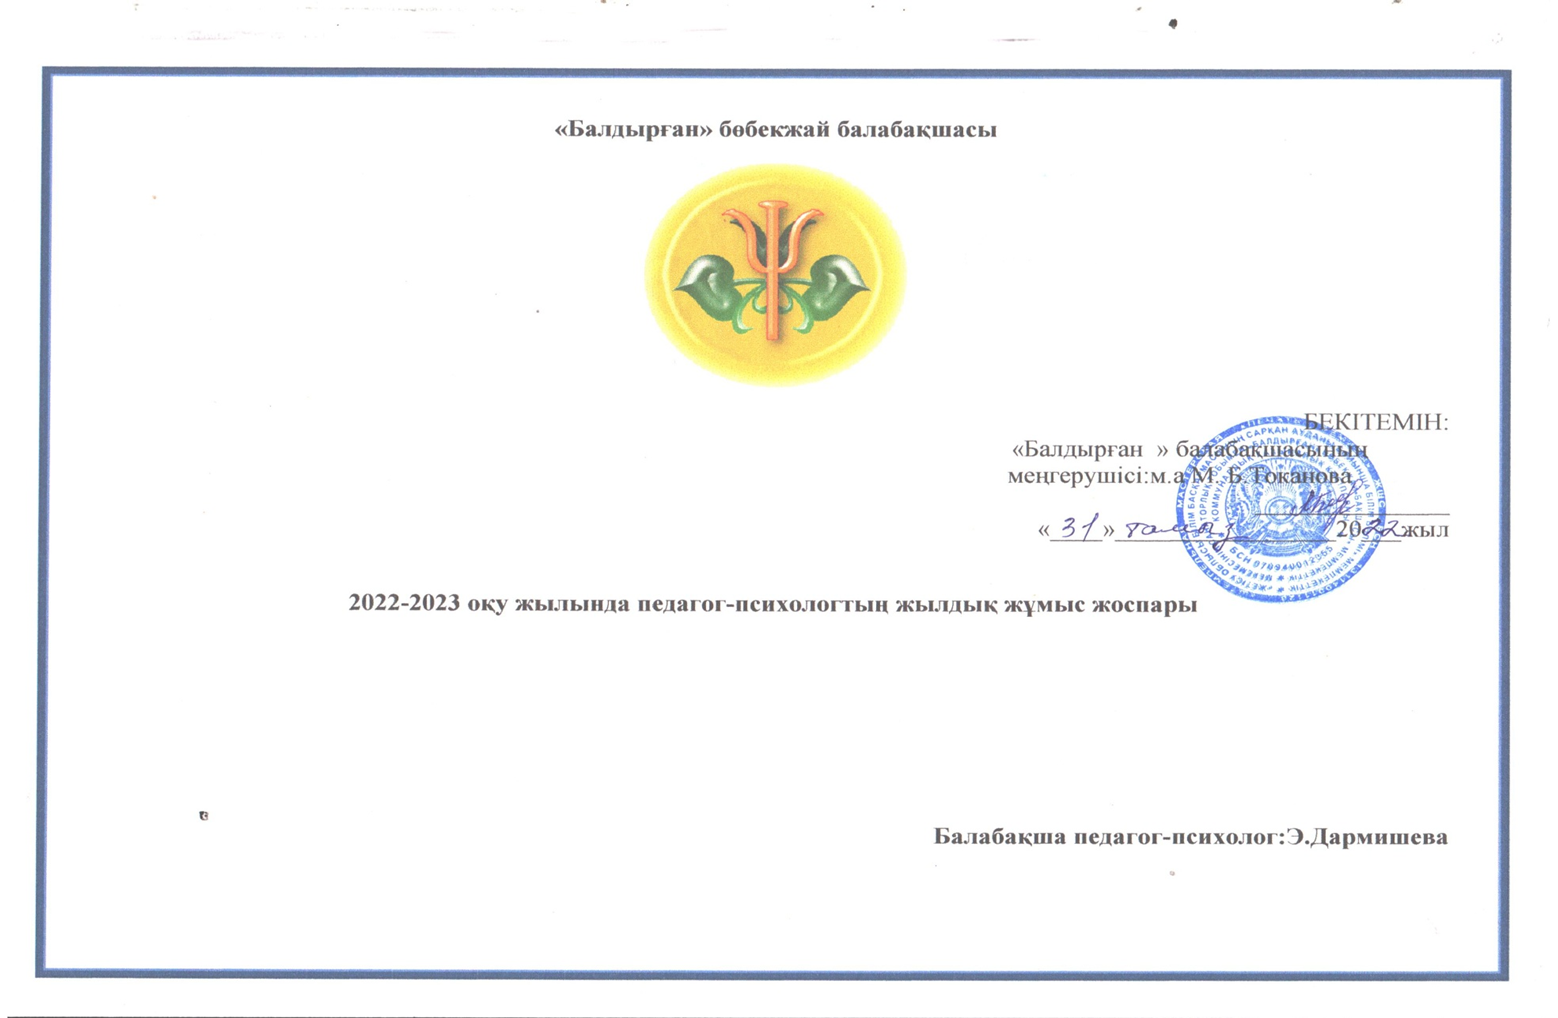 «Балдырған» бөбекжай балабақшасы
БЕКІТЕМІН:
«Балдырған » балабақшасының
меңгерушісі:м.а М. Б.Токанова
«31» тамыз 2022жыл
2022-2023 оқу жылында педагог-психологтың жылдық жұмыс жоспары
Балабақша педагог-психолог:Э.Дармишева